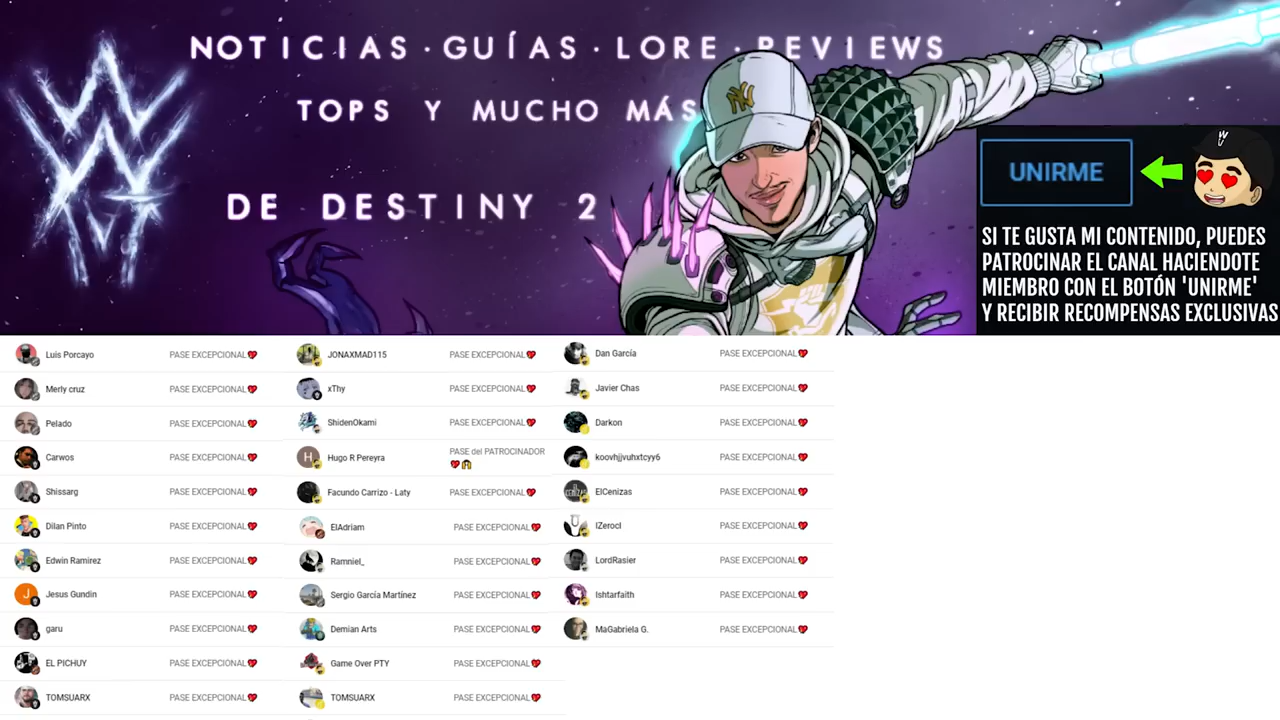 NOTICIAS · GUÍAS · LORE · REVIEWS
TOPS Y MUCHO MÁS
DE DESTINY 2
UNIRME
SI TE GUSTA MI CONTENIDO, PUEDES
PATROCINAR EL CANAL HACIENDOTE
MIEMBRO CON EL BOTÓN 'UNIRME'
Y RECIBIR RECOMPENSAS EXCLUSIVAS
Luis Porcayo PASE EXCEPCIONAL
Merly cruz PASE EXCEPCIONAL
Pelado PASE EXCEPCIONAL
Carwos PASE EXCEPCIONAL
Shissarg PASE EXCEPCIONAL
Dilan Pinto PASE EXCEPCIONAL
Edwin Ramirez PASE EXCEPCIONAL
J
Jesus Gundin PASE EXCEPCIONAL
garu PASE EXCEPCIONAL
EL PICHUY PASE EXCEPCIONAL
TOMSUARX PASE EXCEPCIONAL
JONAXMAD115 PASE EXCEPCIONAL
xThy PASE EXCEPCIONAL
ShidenOkami PASE EXCEPCIONAL
H
Hugo R Pereyra PASE del PATROCINADOR
Facundo Carrizo - Laty PASE EXCEPCIONAL
ElAdriam PASE EXCEPCIONAL
Ramniel_ PASE EXCEPCIONAL
Sergio García Martínez PASE EXCEPCIONAL
Demian Arts PASE EXCEPCIONAL
Game Over PTY PASE EXCEPCIONAL
TOMSUARX PASE EXCEPCIONAL
Dan García PASE EXCEPCIONAL
Javier Chas PASE EXCEPCIONAL
Darkon PASE EXCEPCIONAL
koovhjjvuhxtcyy6 PASE EXCEPCIONAL
ElCenizas PASE EXCEPCIONAL
IZerocI PASE EXCEPCIONAL
LordRasier PASE EXCEPCIONAL
Ishtarfaith PASE EXCEPCIONAL
MaGabriela G. PASE EXCEPCIONAL